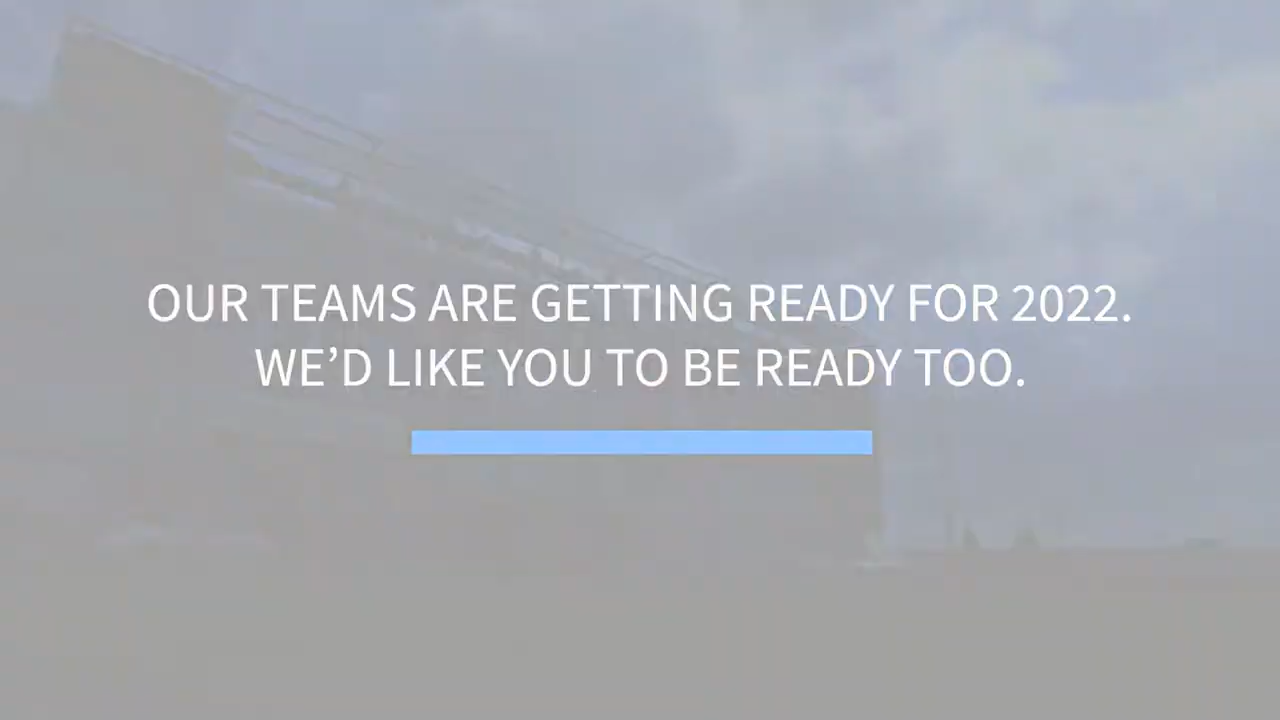 OUR TEAMS ARE GETTING READY FOR 2022.
WE’D LIKE YOU TO BE READY TOO.